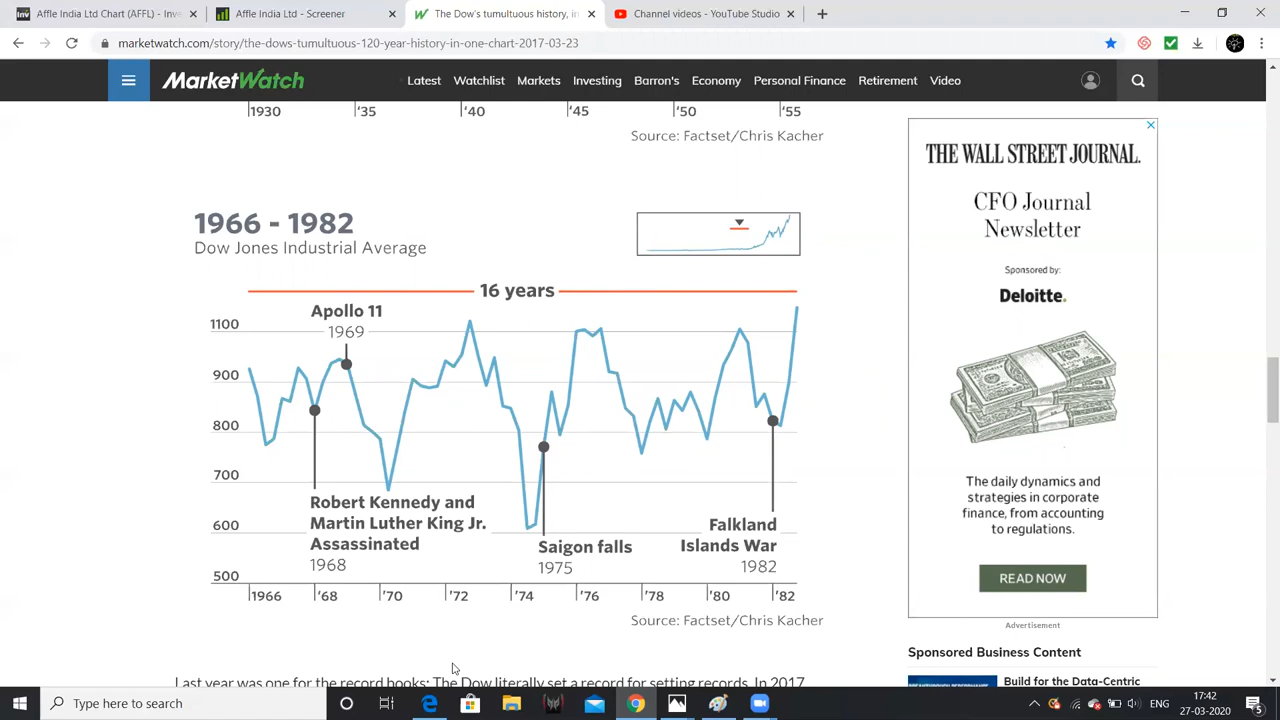 Affle India Ltd Chart (AFFL) - Inve
Affle India Ltd - Screener
The Dow's tumultuous history, in
Channel videos - YouTube Studio
marketwatch.com/story/the-dows-tumultuous-120-year-history-in-one-chart-2017-03-23
MarketWatch
Latest Watchlist Markets Investing Barron's Economy Personal Finance Retirement Video
1930 '35 '40 '45 '50 '55
Source: Factset/Chris Kacher
1966 - 1982
Dow Jones Industrial Average
16 years
Apollo 11
1969
1100
900
800
700
600
500
Robert Kennedy and
Martin Luther King Jr.
Assassinated
1968
Saigon falls
1975
Falkland
Islands War
1982
1966 '68 '70 '72 '74 '76 '78 '80 '82
Source: Factset/Chris Kacher
Last year was one for the record books: The Dow literally set a record for setting records. In 2017
THE WALL STREET JOURNAL.
CFO Journal
Newsletter
Sponsored by:
Deloitte.
The daily dynamics and
strategies in corporate
finance, from accounting
to regulations.
READ NOW
Advertisement
Sponsored Business Content
Build for the Data-Centric
Type here to search
ENG
17:42
27-03-2020
5